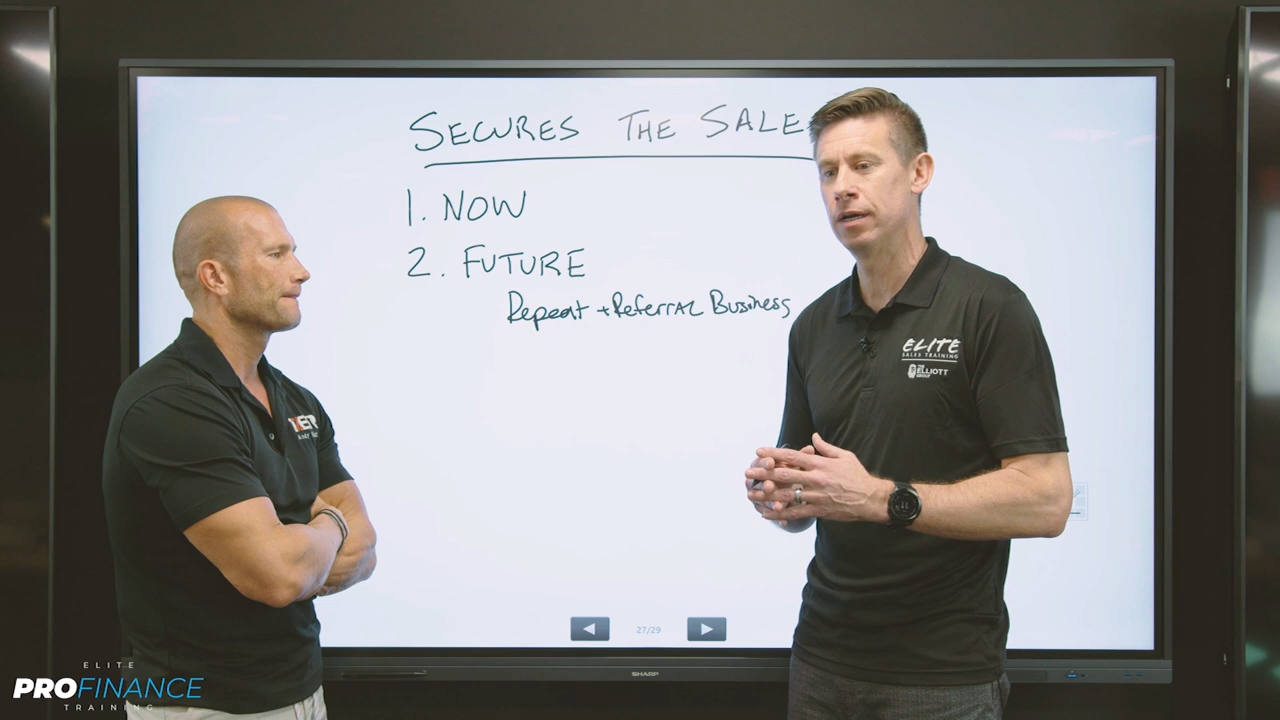 SECURES THE SALE
1. NOW
2. FUTURE
Repeat + Referral Business
ELITE
SALES TRAINING
THE
ELLIOTT
GROUP
27/29
SHARP
ELITE
PROFINANCE
TRAINING